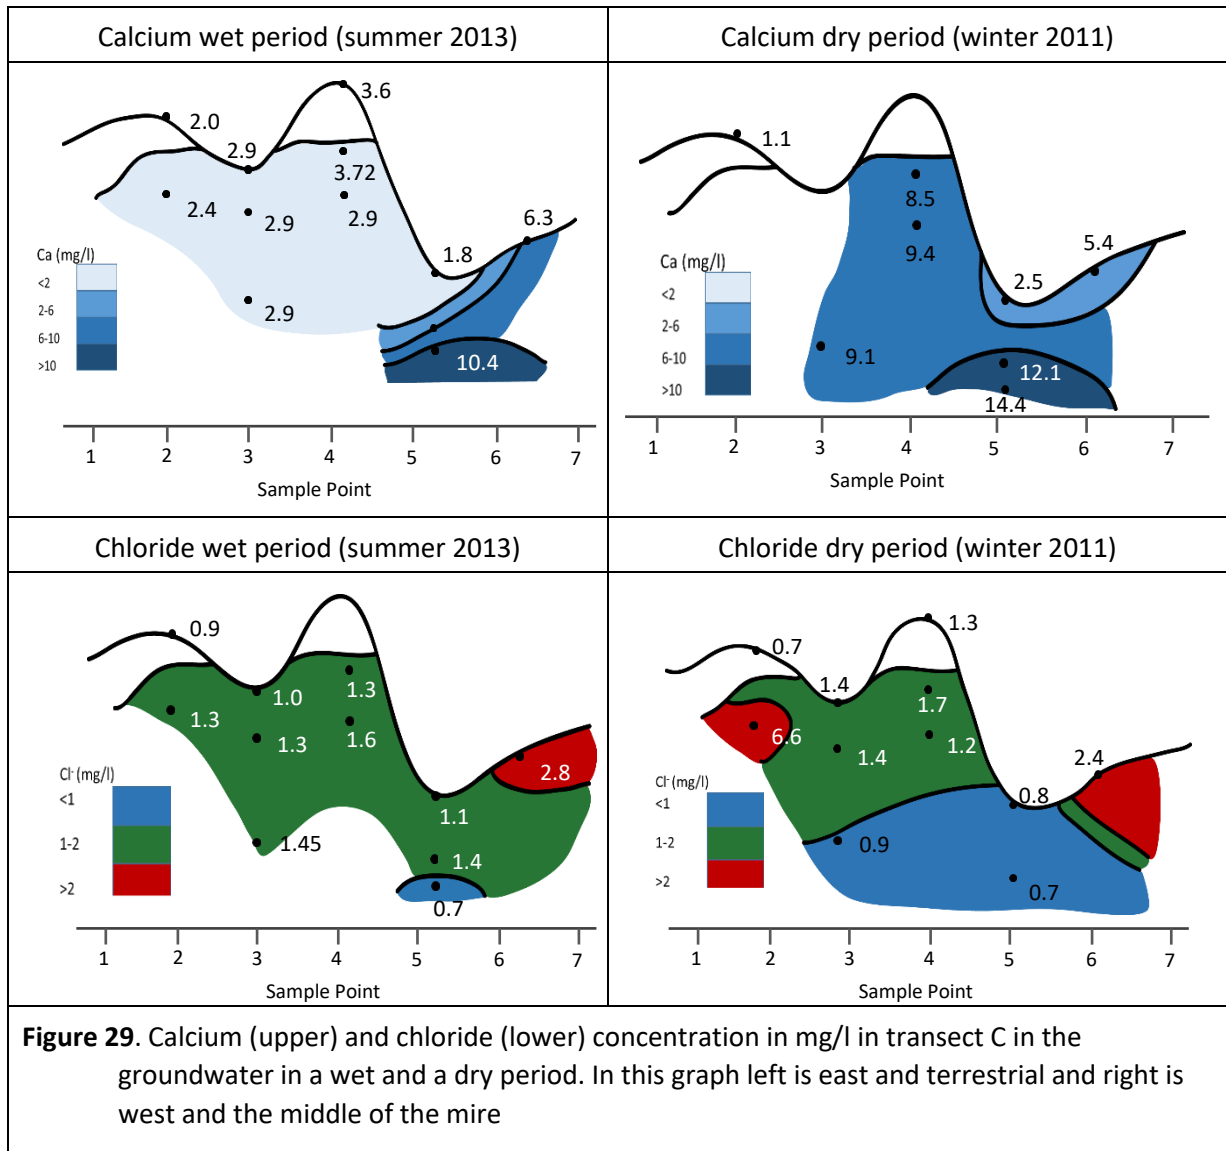 Calcium wet period (summer 2013)
Calcium dry period (winter 2011)
3.6
2.0
2.9
3.72
2.4
2.9
2.9
6.3
1.8
2.9
10.4
Ca (mg/l)
<2
2-6
6-10
>10
1 2 3 4 5 6 7
Sample Point
1.1
8.5
9.4
5.4
2.5
9.1
12.1
14.4
Ca (mg/l)
<2
2-6
6-10
>10
1 2 3 4 5 6 7
Sample Point
Chloride wet period (summer 2013)
Chloride dry period (winter 2011)
0.9
1.0
1.3
1.3
1.3
1.6
2.8
1.1
1.45
1.4
0.7
Cl- (mg/l)
<1
1-2
>2
1 2 3 4 5 6 7
Sample Point
1.3
0.7
1.4
1.7
6.6
1.4
1.2
2.4
0.8
0.9
0.7
Cl- (mg/l)
<1
1-2
>2
1 2 3 4 5 6 7
Sample Point
Figure 29. Calcium (upper) and chloride (lower) concentration in mg/l in transect C in the
groundwater in a wet and a dry period. In this graph left is east and terrestrial and right is
west and the middle of the mire